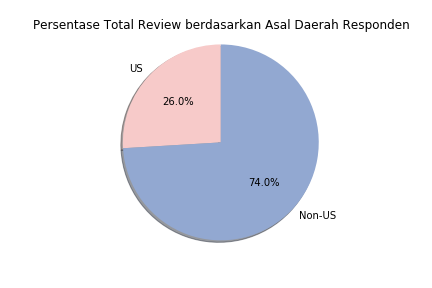 Persentase Total Review berdasarkan Asal Daerah Responden
US
26.0%
74.0%
Non-US